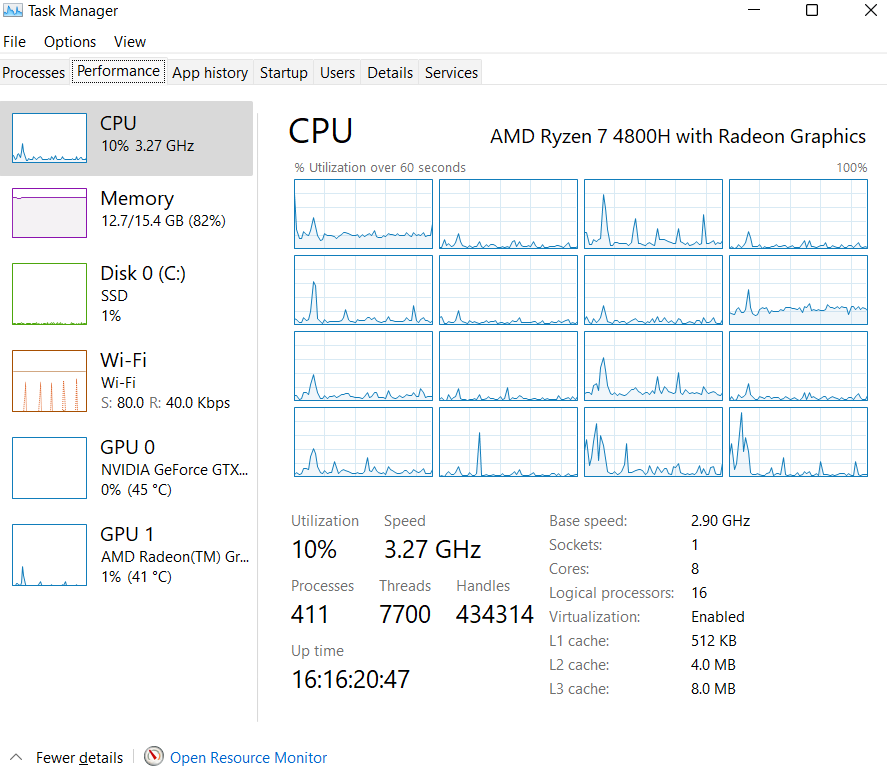 Task Manager
File Options View
Processes Performance App history Startup Users Details Services
CPU
10% 3.27 GHz
Memory
12.7/15.4 GB (82%)
Disk 0 (C:)
SSD
1%
Wi-Fi
Wi-Fi
S: 80.0 R: 40.0 Kbps
GPU 0
NVIDIA GeForce GTX...
0% (45 °C)
GPU 1
AMD Radeon(TM) Gr...
1% (41 °C)
CPU AMD Ryzen 7 4800H with Radeon Graphics
% Utilization over 60 seconds 100%
Utilization Speed
10% 3.27 GHz
Processes Threads Handles
411 7700 434314
Up time
16:16:20:47
Base speed: 2.90 GHz
Sockets: 1
Cores: 8
Logical processors: 16
Virtualization: Enabled
L1 cache: 512 KB
L2 cache: 4.0 MB
L3 cache: 8.0 MB
Fewer details Open Resource Monitor